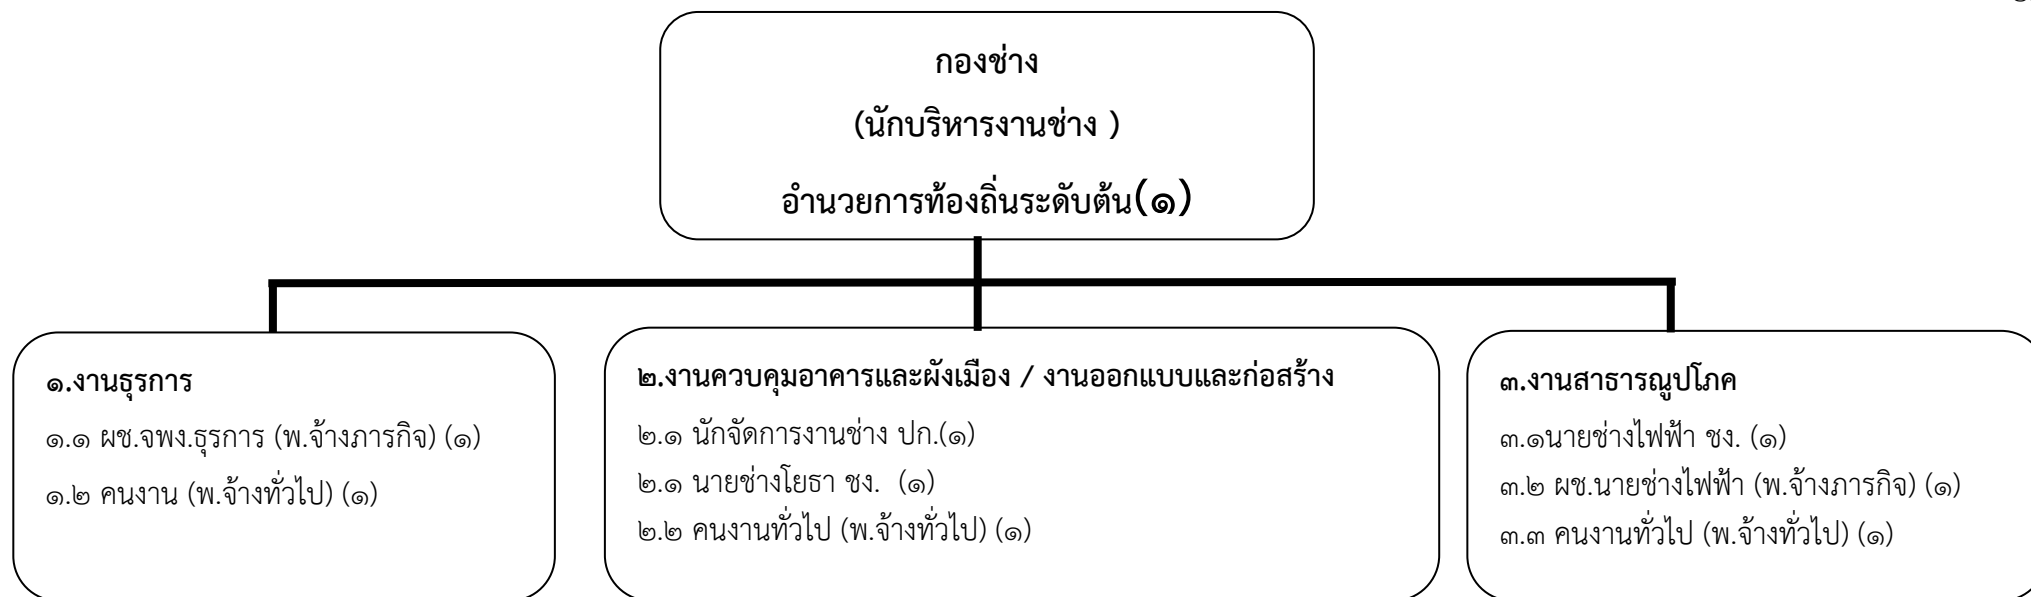 กองช่าง
(นักบริหารงานช่าง )
อำนวยการท้องถิ่นระดับต้น(๑)
๑.งานธุรการ
๑.๑ ผช.จพง.ธุรการ (พ.จ้างภารกิจ) (๑)
๑.๒ คนงาน (พ.จ้างทั่วไป) (๑)
๒.งานควบคุมอาคารและผังเมือง / งานออกแบบและก่อสร้าง
๒.๑ นักจัดการงานช่าง ปก.(๑)
๒.๑ นายช่างโยธา ชง.  (๑)
๒.๒ คนงานทั่วไป (พ.จ้างทั่วไป) (๑)
๓.งานสาธารณูปโภค
๓.๑นายช่างไฟฟ้า ชง. (๑)
๓.๒ ผช.นายช่างไฟฟ้า (พ.จ้างภารกิจ) (๑)
๓.๓ คนงานทั่วไป (พ.จ้างทั่วไป) (๑)